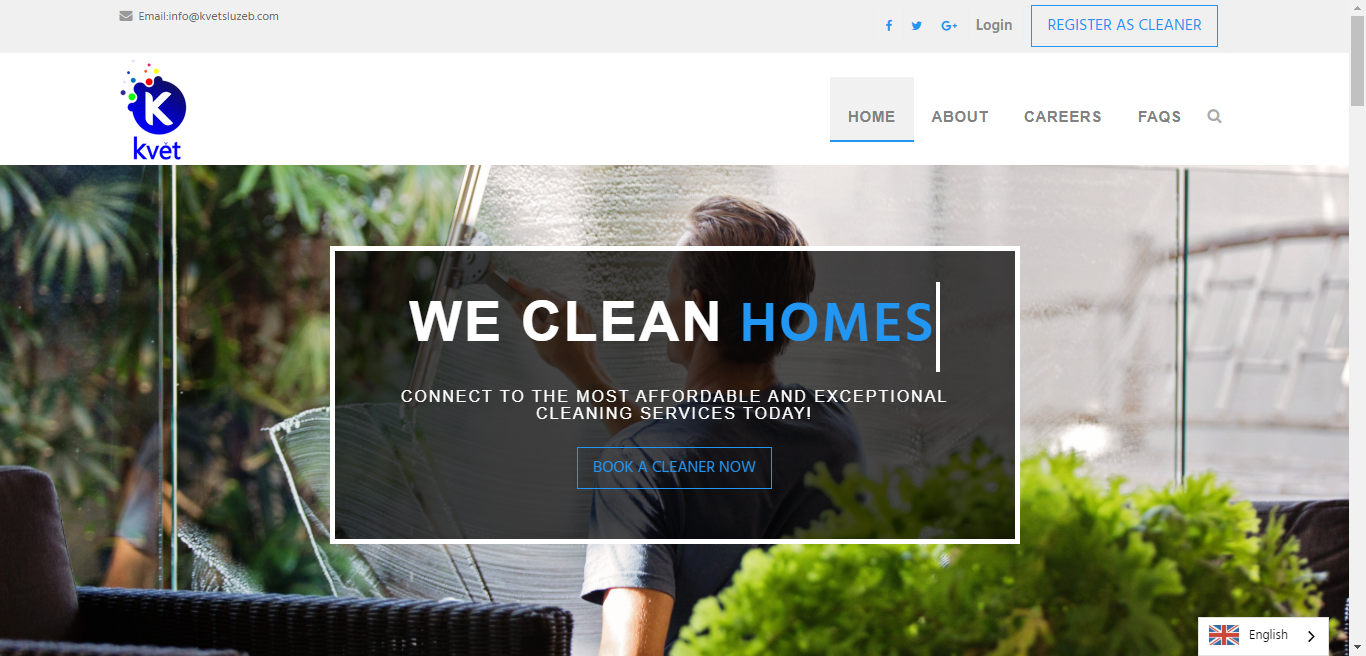 Email:info@kvetsluzeb.com
Login
REGISTER AS CLEANER
K
květ
HOME
ABOUT
CAREERS
FAQS
WE CLEAN HOMES
CONNECT TO THE MOST AFFORDABLE AND EXCEPTIONAL
CLEANING SERVICES TODAY!
BOOK A CLEANER NOW
English